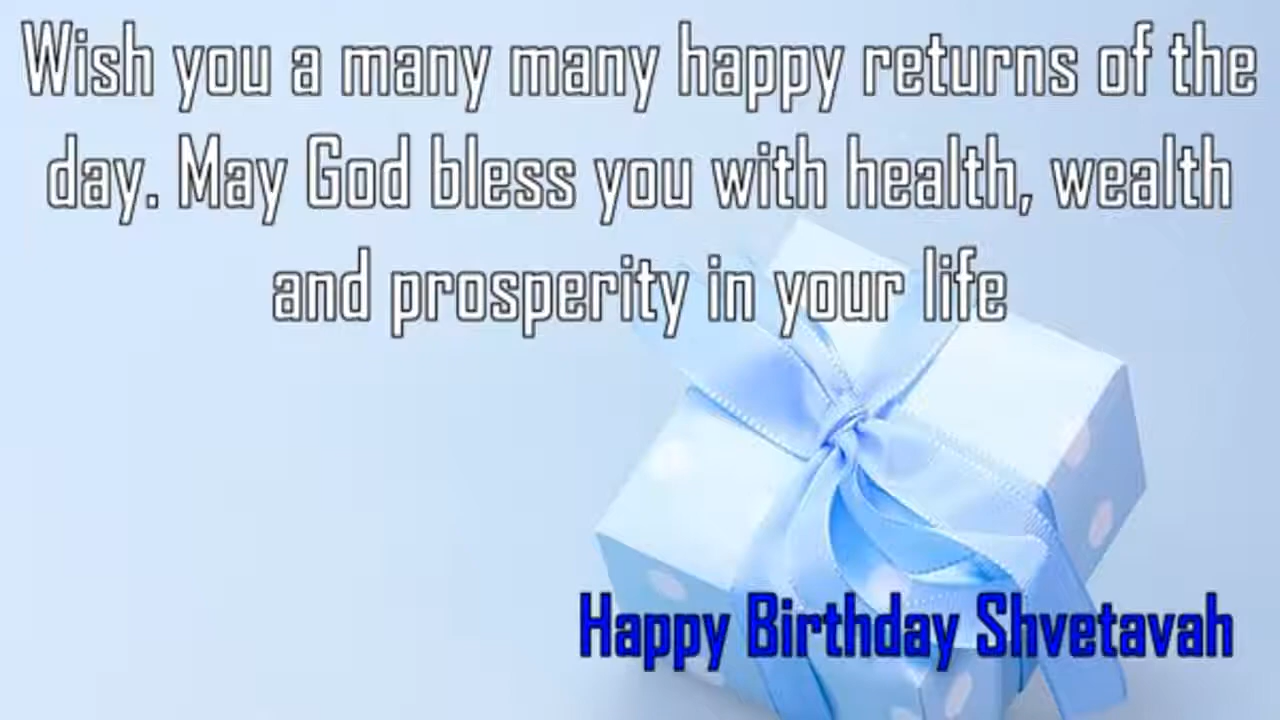 Wish you a many many happy returns of the
day. May God bless you with health, wealth
and prosperity in your life
Happy Birthday Shvetavah